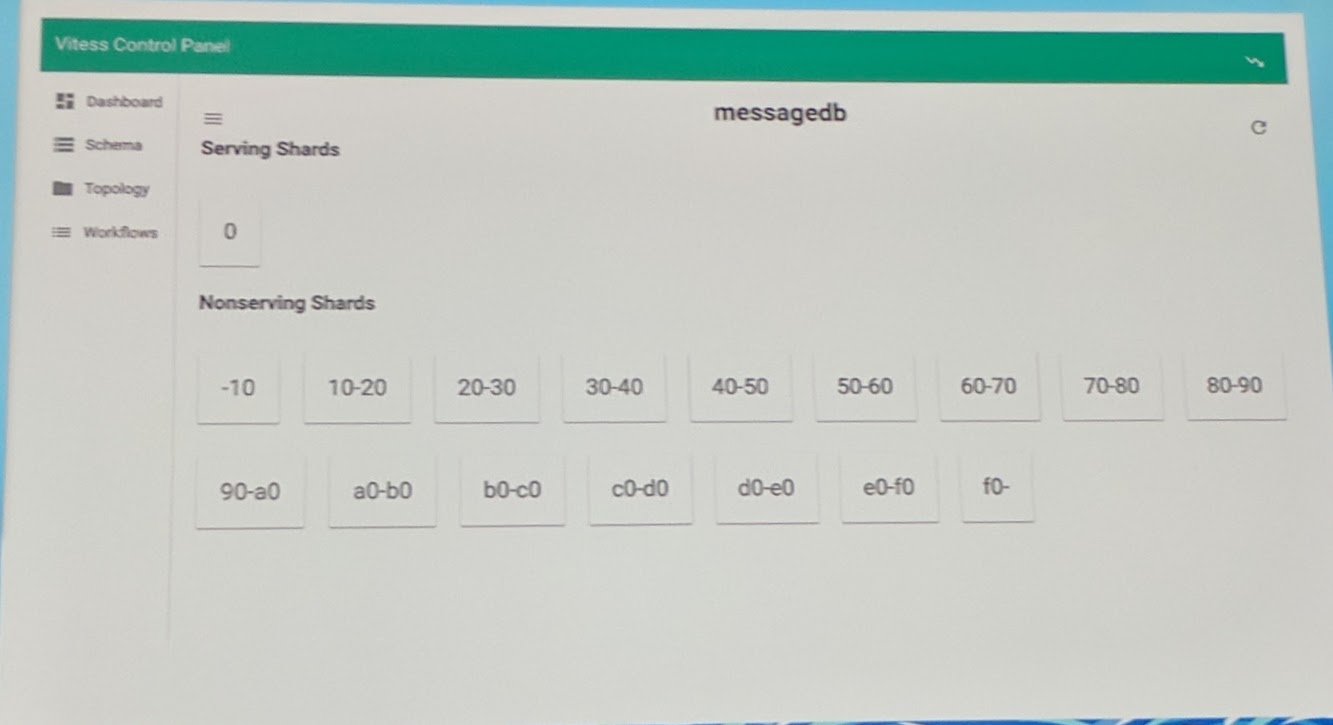 Vitess Control Panel
Dashboard
Schema
Topology
Workflows
messagedb
Serving Shards
0
Nonserving Shards
-10 10-20 20-30 30-40 40-50 50-60 60-70 70-80 80-90
90-a0 a0-b0 b0-c0 c0-d0 d0-e0 e0-f0 f0-